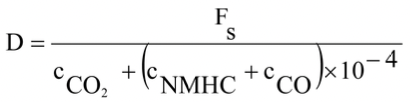 D = F_s / (c_CO₂ + (c_NMHC + c_CO) × 10⁻⁴)